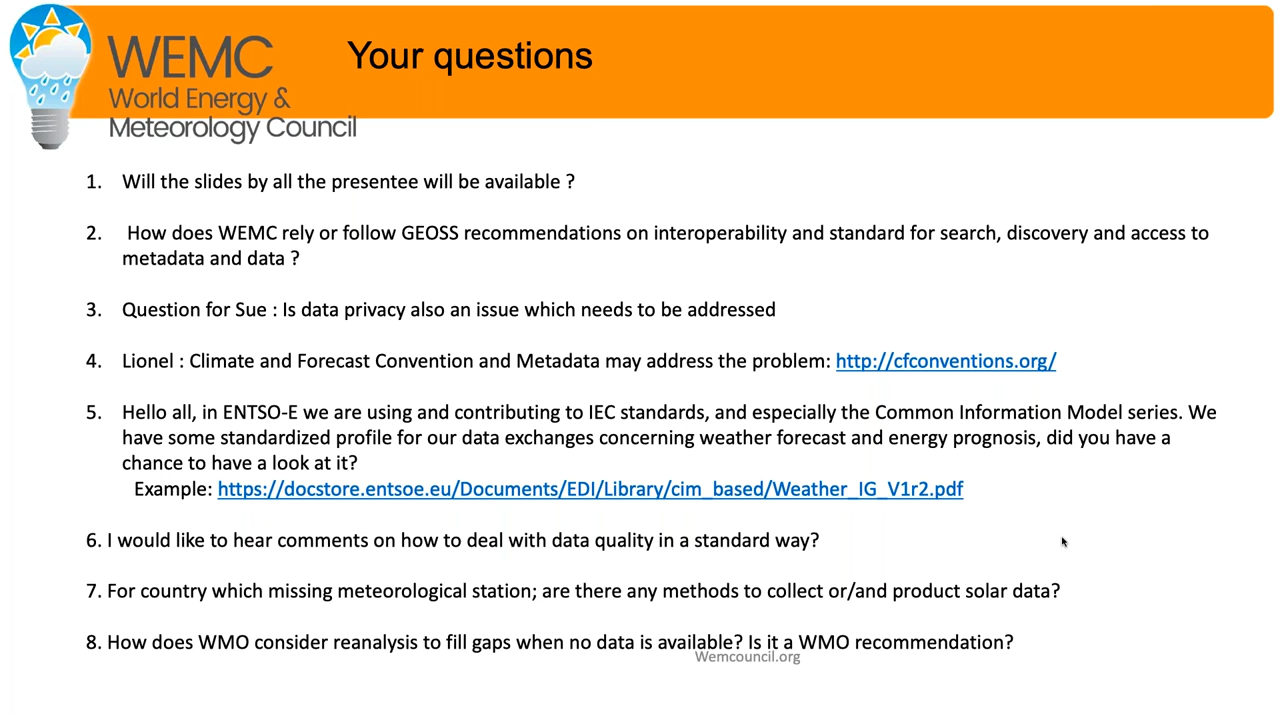 WEMC
World Energy &
Meteorology Council
Your questions
1. Will the slides by all the presentee will be available ?
2. How does WEMC rely or follow GEOSS recommendations on interoperability and standard for search, discovery and access to
metadata and data ?
3. Question for Sue : Is data privacy also an issue which needs to be addressed
4. Lionel : Climate and Forecast Convention and Metadata may address the problem: http://cfconventions.org/
5. Hello all, in ENTSO-E we are using and contributing to IEC standards, and especially the Common Information Model series. We
have some standardized profile for our data exchanges concerning weather forecast and energy prognosis, did you have a
chance to have a look at it?
Example: https://docstore.entsoe.eu/Documents/EDI/Library/cim_based/Weather_IG_V1r2.pdf
6. I would like to hear comments on how to deal with data quality in a standard way?
7. For country which missing meteorological station; are there any methods to collect or/and product solar data?
8. How does WMO consider reanalysis to fill gaps when no data is available? Is it a WMO recommendation?
Wemcouncil.org